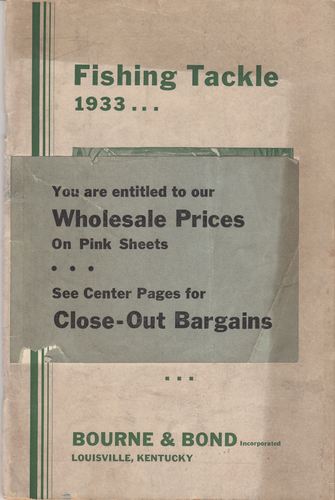 Fishing Tackle
1933 . . .
You are entitled to our
Wholesale Prices
On Pink Sheets
• • •
See Center Pages for
Close-Out Bargains
. . .
BOURNE & BOND Incorporated
LOUISVILLE, KENTUCKY